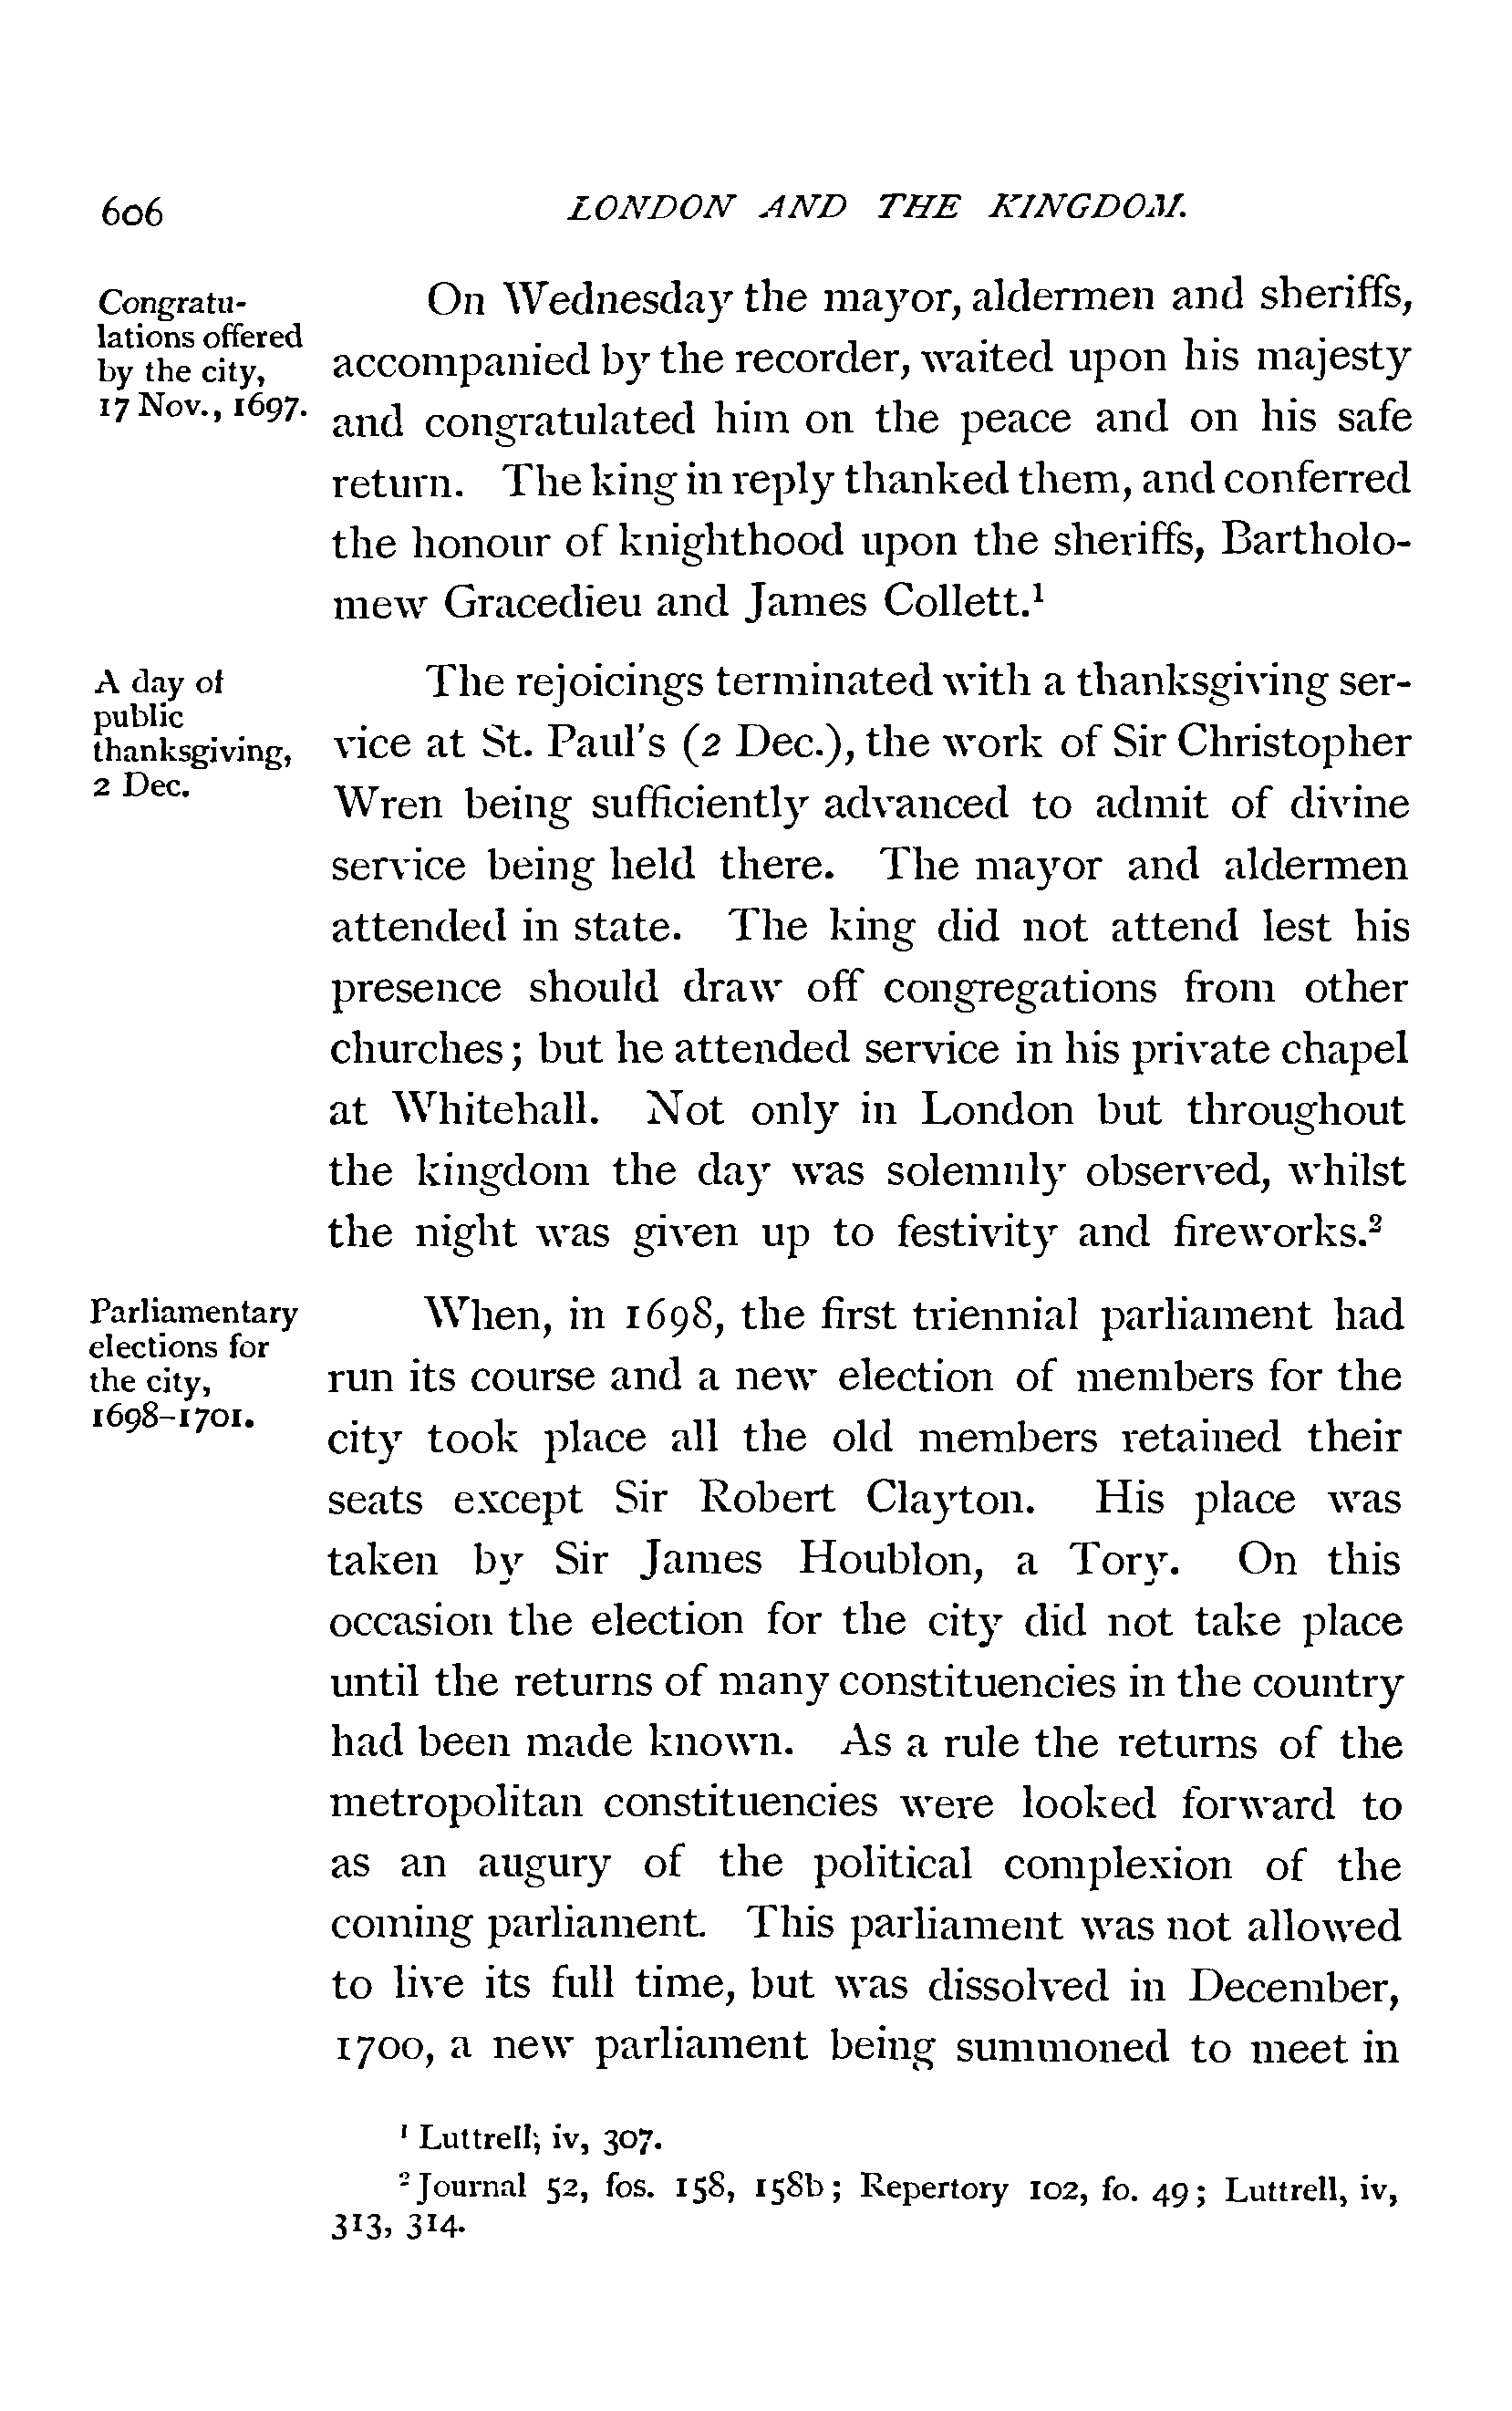 606
LONDON AND THE KINGDOM.
Congratu-
lations offered
by the city,
17 Nov., 1697.
On Wednesday the mayor, aldermen and sheriffs,
accompanied by the recorder, waited upon his majesty
and congratulated him on the peace and on his safe
return. The king in reply thanked them, and conferred
the honour of knighthood upon the sheriffs, Bartholo-
mew Gracedieu and James Collett.¹
A day of
public
thanksgiving,
2 Dec.
The rejoicings terminated with a thanksgiving ser-
vice at St. Paul's (2 Dec.), the work of Sir Christopher
Wren being sufficiently advanced to admit of divine
service being held there. The mayor and aldermen
attended in state. The king did not attend lest his
presence should draw off congregations from other
churches; but he attended service in his private chapel
at Whitehall. Not only in London but throughout
the kingdom the day was solemnly observed, whilst
the night was given up to festivity and fireworks.²
Parliamentary
elections for
the city,
1698-1701.
When, in 1698, the first triennial parliament had
run its course and a new election of members for the
city took place all the old members retained their
seats except Sir Robert Clayton. His place was
taken by Sir James Houblon, a Tory. On this
occasion the election for the city did not take place
until the returns of many constituencies in the country
had been made known. As a rule the returns of the
metropolitan constituencies were looked forward to
as an augury of the political complexion of the
coming parliament. This parliament was not allowed
to live its full time, but was dissolved in December,
1700, a new parliament being summoned to meet in
¹ Luttrell; iv, 307.
² Journal 52, fos. 158, 158b; Repertory 102, fo. 49; Luttrell, iv,
313, 314.